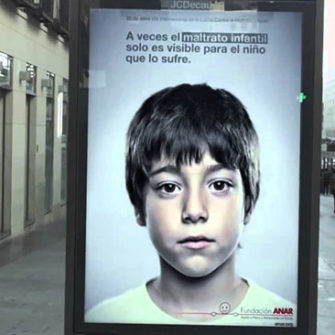 JCDecaux
A veces el maltrato infantil
solo es visible para el niño
que lo sufre.
Fundación ANAR